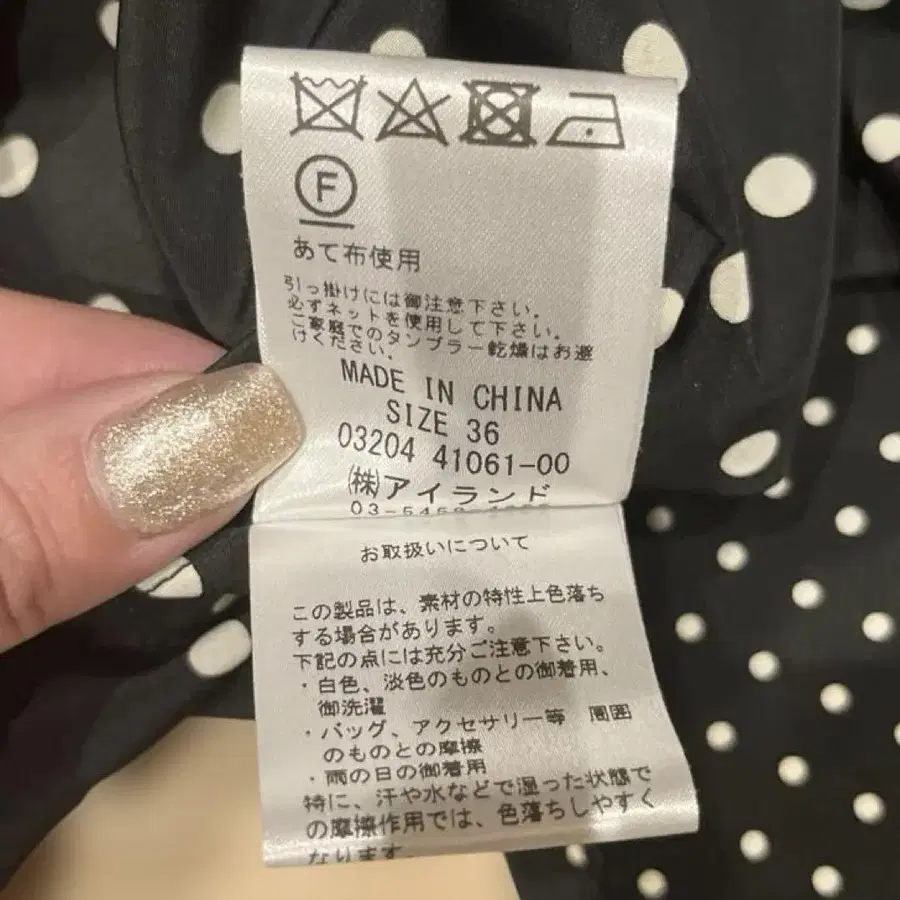 F
あて布使用
引っ掛けには御注意下さい。
必ずネットを使用して下さい。
ご家庭でのタンブラー乾燥はお避
けください。
MADE IN CHINA
SIZE 36
03204 41061-00
㈱アイランド
お取扱いについて
この製品は、素材の特性上色落ち
する場合があります。
下記の点には充分ご注意下さい。
・白色、淡色のものとの御着用、
御洗濯
・バッグ、アクセサリー等 周囲
のものとの摩擦
・雨の日の御着用
特に、汗や水などで湿った状態で
の摩擦作用では、色落ちしやすく
なります。